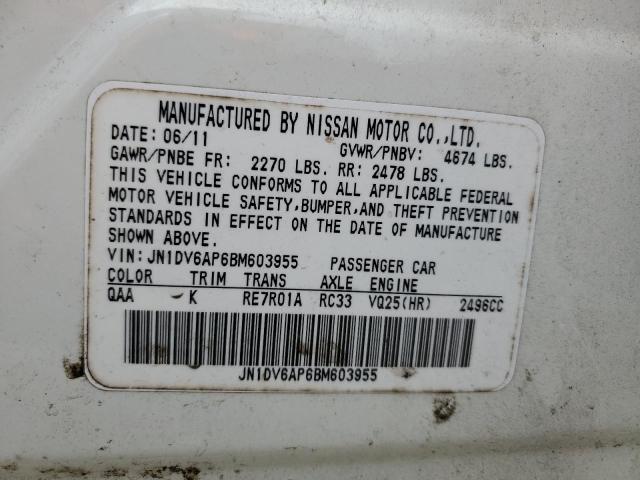 MANUFACTURED BY NISSAN MOTOR CO.,LTD.
DATE: 06/11 GVWR/PNBV: 4674 LBS.
GAWR/PNBE FR: 2270 LBS. RR: 2478 LBS.
THIS VEHICLE CONFORMS TO ALL APPLICABLE FEDERAL
MOTOR VEHICLE SAFETY,BUMPER,AND THEFT PREVENTION
STANDARDS IN EFFECT ON THE DATE OF MANUFACTURE
SHOWN ABOVE.
VIN: JN1DV6AP6BM603955 PASSENGER CAR
COLOR TRIM TRANS AXLE ENGINE
QAA K RE7R01A RC33 VQ25(HR) 2496CC
JN1DV6AP6BM603955